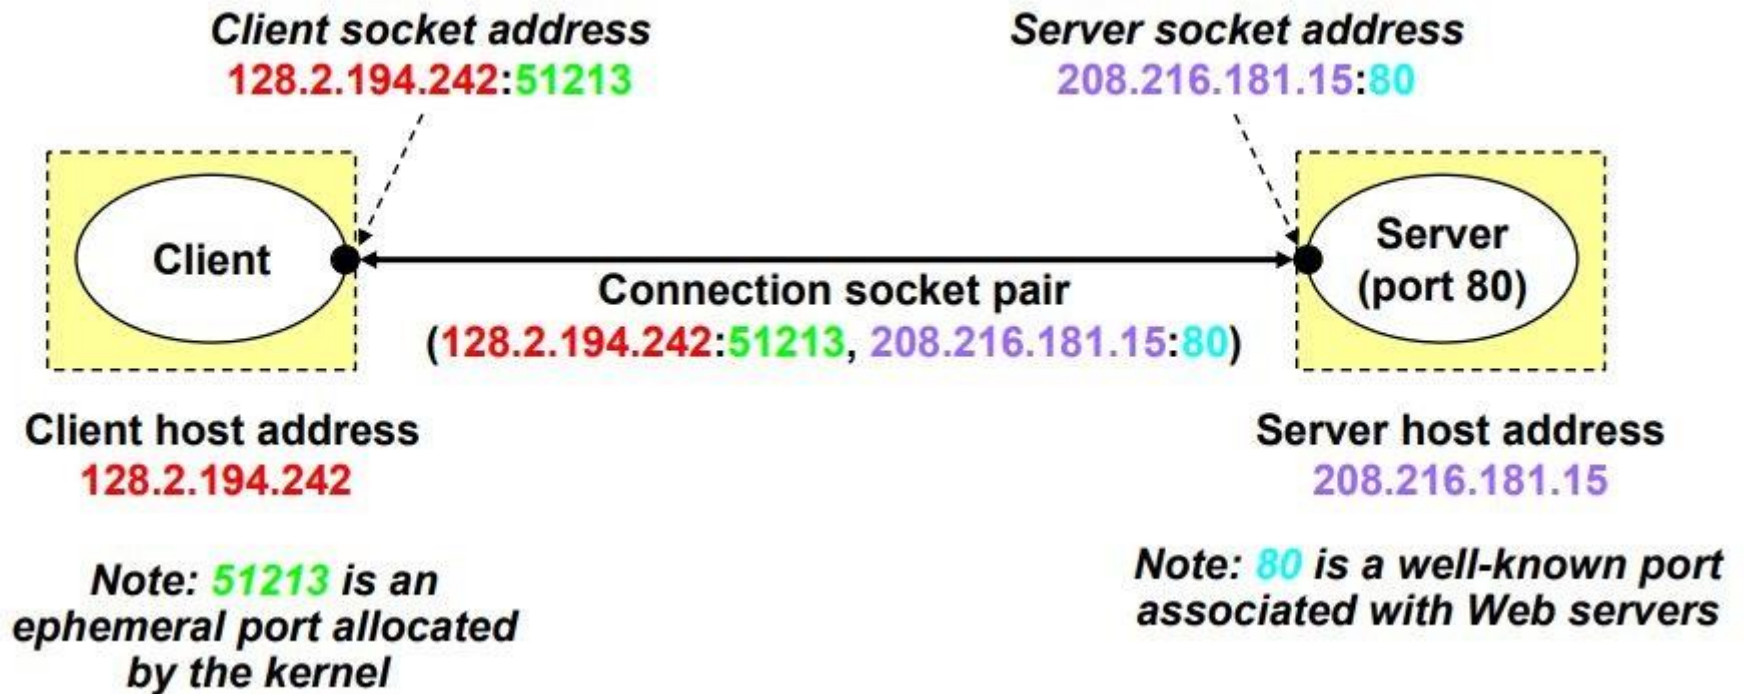 Client socket address
128.2.194.242:51213
Server socket address
208.216.181.15:80
Client
Server
(port 80)
Connection socket pair
(128.2.194.242:51213, 208.216.181.15:80)
Client host address
128.2.194.242
Server host address
208.216.181.15
Note: 51213 is an
ephemeral port allocated
by the kernel
Note: 80 is a well-known port
associated with Web servers